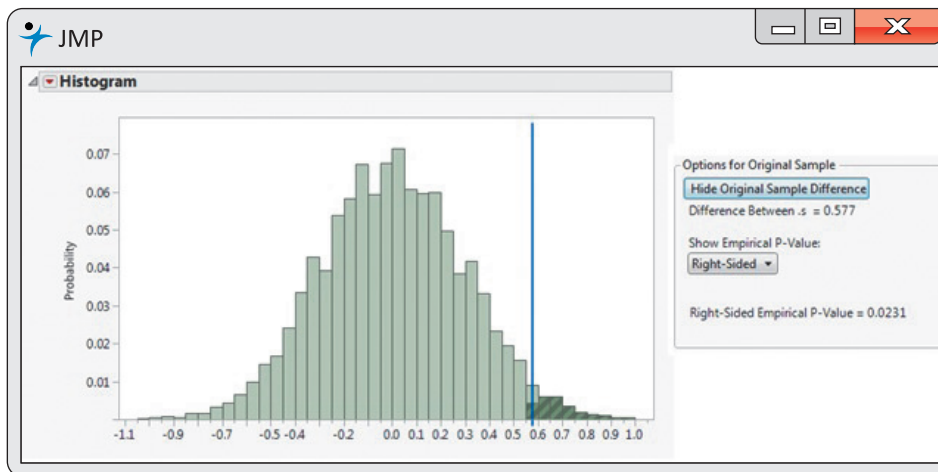 JMP
Histogram
0.07
0.06
0.05
0.04
0.03
0.02
0.01
Probability
-1.1 -0.9 -0.7 -0.5 -0.4 -0.2 0.0 0.1 0.2 0.3 0.4 0.5 0.6 0.7 0.8 0.9 1.0
Options for Original Sample
Hide Original Sample Difference
Difference Between .s = 0.577
Show Empirical P-Value:
Right-Sided
Right-Sided Empirical P-Value = 0.0231